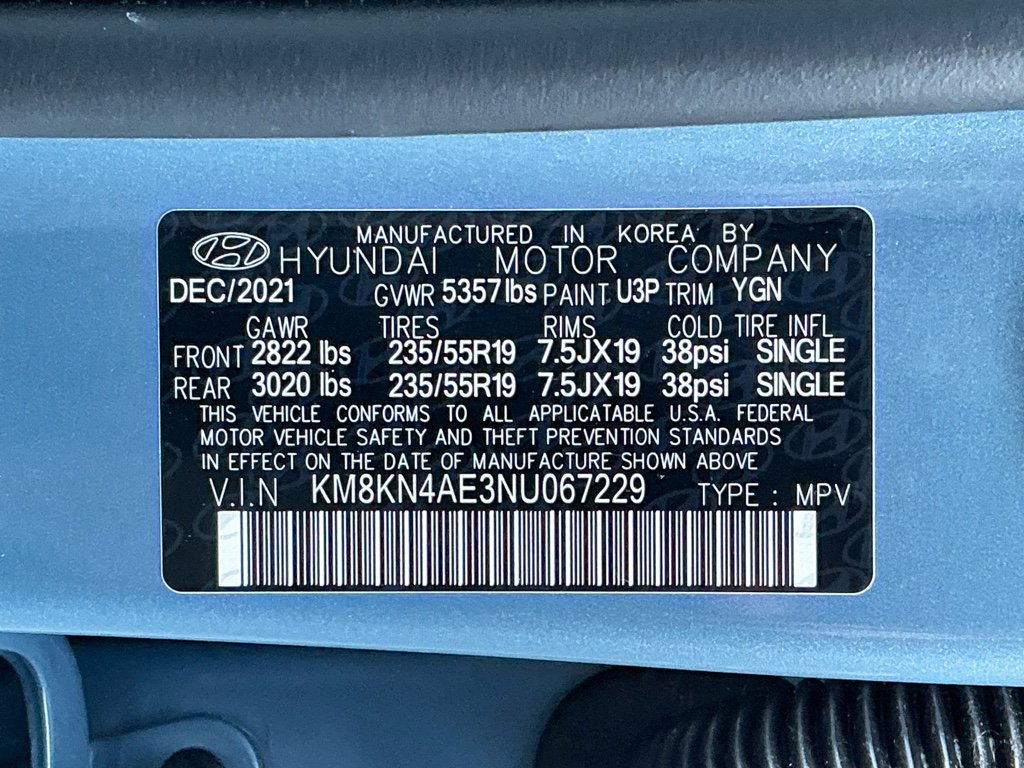 MANUFACTURED IN KOREA BY
HYUNDAI MOTOR COMPANY
DEC/2021 GVWR 5357 lbs PAINT U3P TRIM YGN
GAWR TIRES RIMS COLD TIRE INFL
FRONT 2822 lbs 235/55R19 7.5JX19 38psi SINGLE
REAR 3020 lbs 235/55R19 7.5JX19 38psi SINGLE
THIS VEHICLE CONFORMS TO ALL APPLICATABLE U.S.A. FEDERAL
MOTOR VEHICLE SAFETY AND THEFT PREVENTION STANDARDS
IN EFFECT ON THE DATE OF MANUFACTURE SHOWN ABOVE
V.I.N KM8KN4AE3NU067229 TYPE : MPV